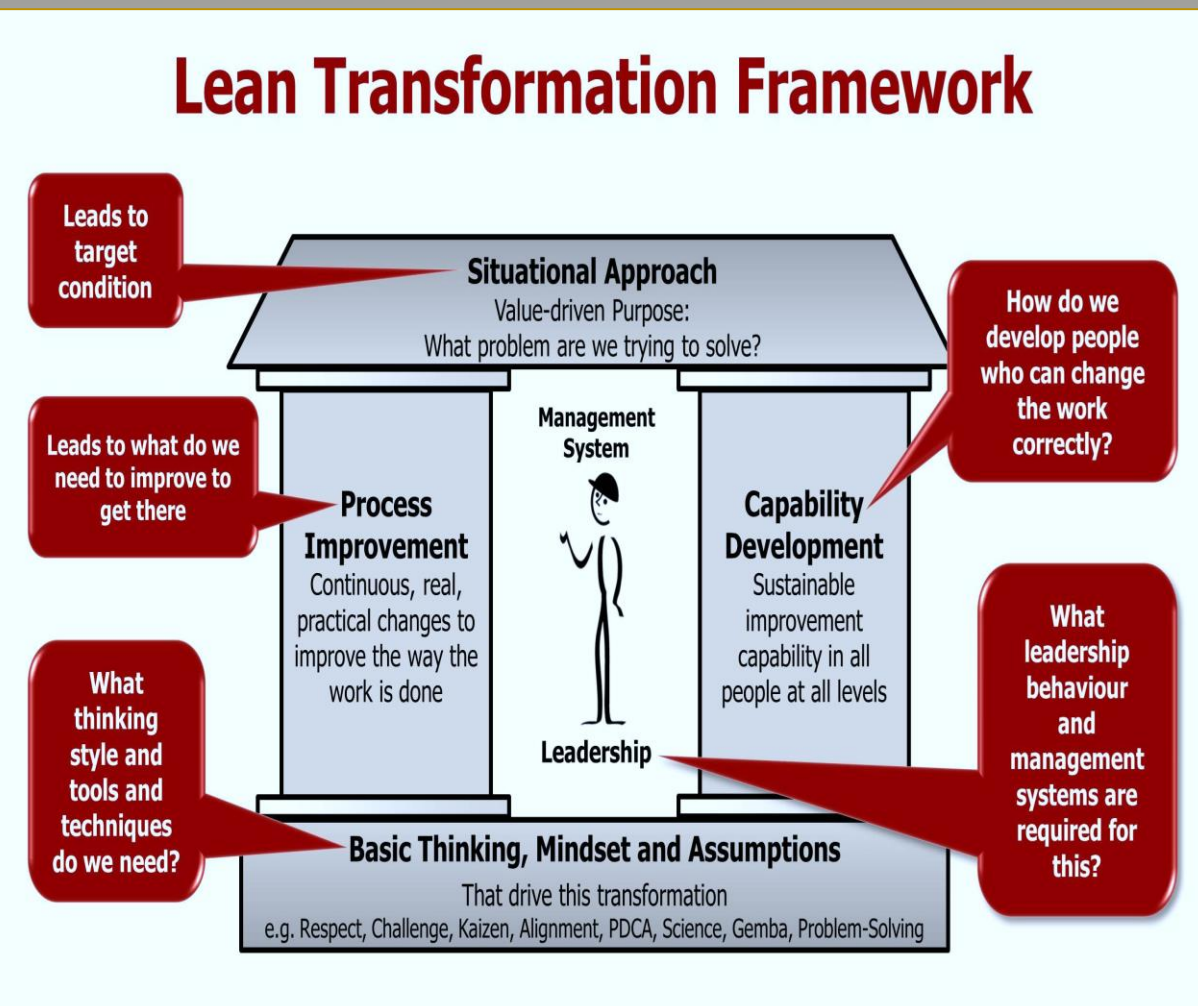 Lean Transformation Framework
Leads to
target
condition
Situational Approach
Value-driven Purpose:
What problem are we trying to solve?
How do we
develop people
who can change
the work
correctly?
Leads to what do we
need to improve to
get there
Process
Improvement
Continuous, real,
practical changes to
improve the way the
work is done
Management
System
Leadership
Capability
Development
Sustainable
improvement
capability in all
people at all levels
What
thinking
style and
tools and
techniques
do we need?
What
leadership
behaviour
and
management
systems are
required for
this?
Basic Thinking, Mindset and Assumptions
That drive this transformation
e.g. Respect, Challenge, Kaizen, Alignment, PDCA, Science, Gemba, Problem-Solving